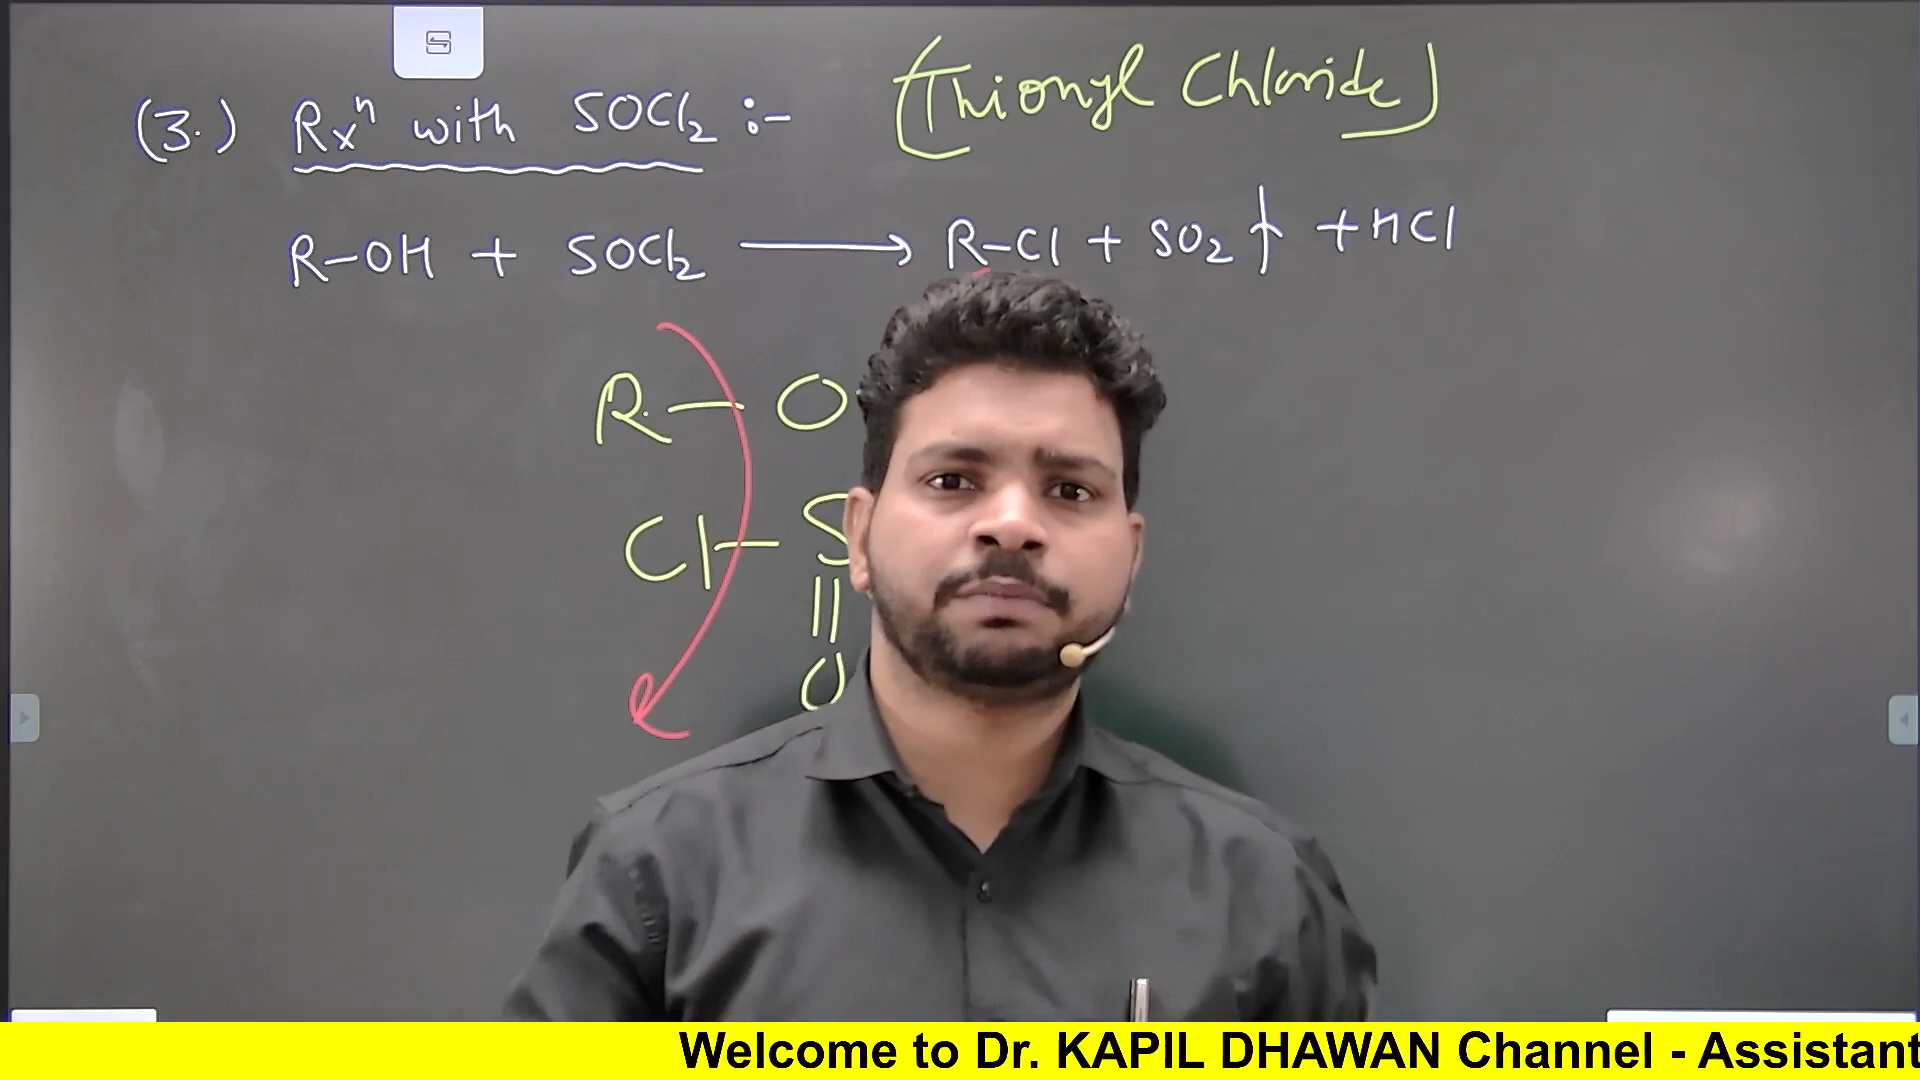 (3.) Rxⁿ with SOCl₂ :- (Thionyl Chloride)
R-OH + SOCl₂ ⟶ R-Cl + SO₂↑ + HCl
R-O
Cl-S
||
O
Welcome to Dr. KAPIL DHAWAN Channel - Assistant